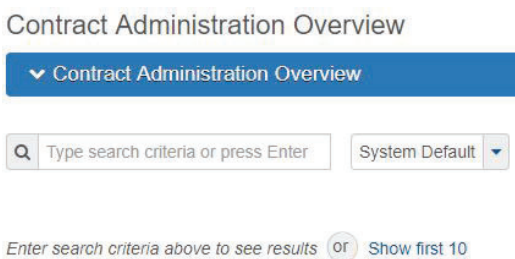 Contract Administration Overview
Contract Administration Overview
Type search criteria or press Enter System Default
Enter search criteria above to see results or Show first 10